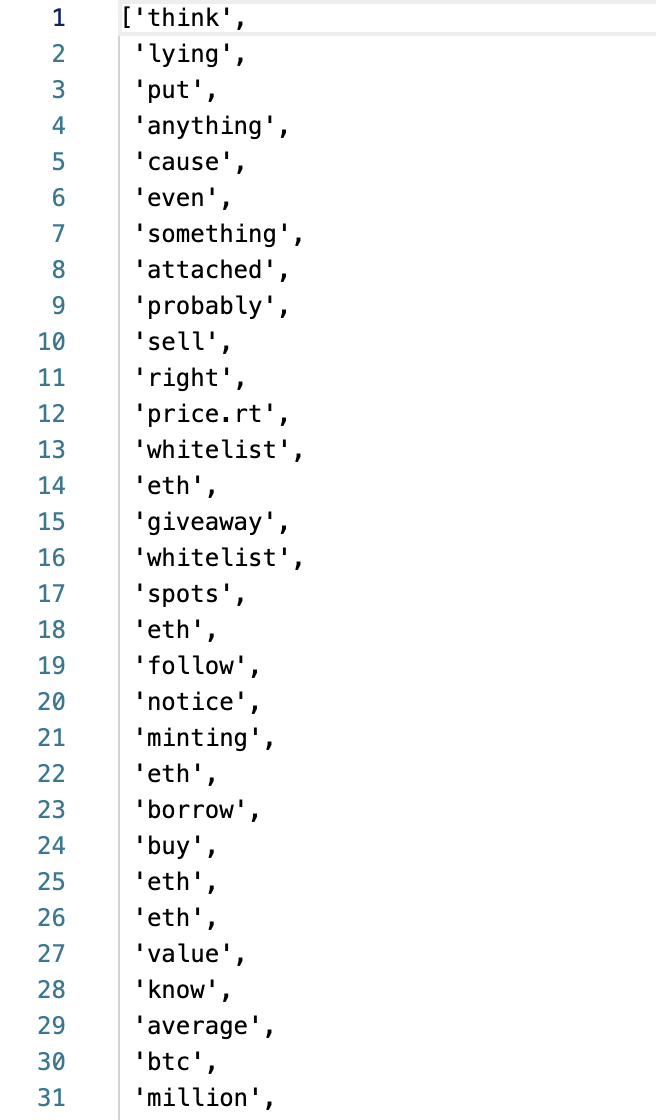 1 ['think',
2 'lying',
3 'put',
4 'anything',
5 'cause',
6 'even',
7 'something',
8 'attached',
9 'probably',
10 'sell',
11 'right',
12 'price.rt',
13 'whitelist',
14 'eth',
15 'giveaway',
16 'whitelist',
17 'spots',
18 'eth',
19 'follow',
20 'notice',
21 'minting',
22 'eth',
23 'borrow',
24 'buy',
25 'eth',
26 'eth',
27 'value',
28 'know',
29 'average',
30 'btc',
31 'million',